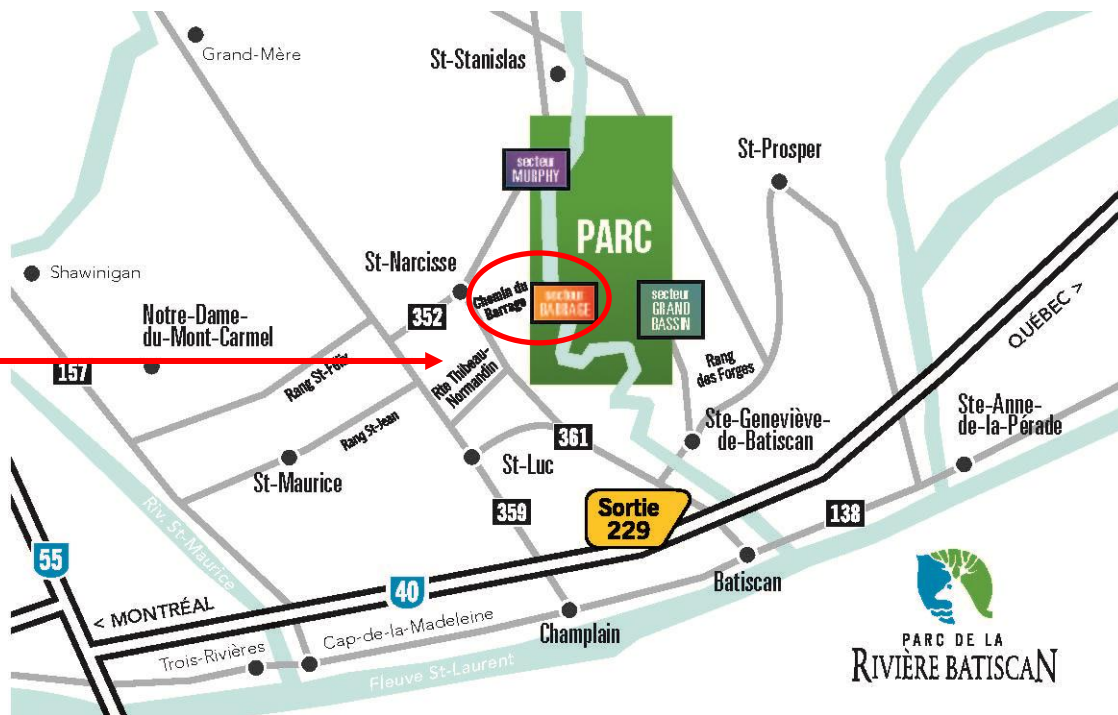 Grand-Mère
St-Stanislas
St-Prosper
secteur
MURPHY
PARC
St-Narcisse
Shawinigan
Chemin du
Barrage
secteur
BARRAGE
secteur
GRAND
BASSIN
352
Notre-Dame-
du-Mont-Carmel
QUÉBEC >
157
Rang St-Félix
Rte Thibeau-
Normandin
Rang
des Forges
Rang St-Jean
Ste-Geneviève-
de-Batiscan
Ste-Anne-
de-la-Pérade
361
St-Luc
St-Maurice
Riv. St-Maurice
359
Sortie
229
138
55
40
Batiscan
< MONTRÉAL
Champlain
Cap-de-la-Madeleine
Trois-Rivières
Fleuve St-Laurent
PARC DE LA
RIVIÈRE BATISCAN